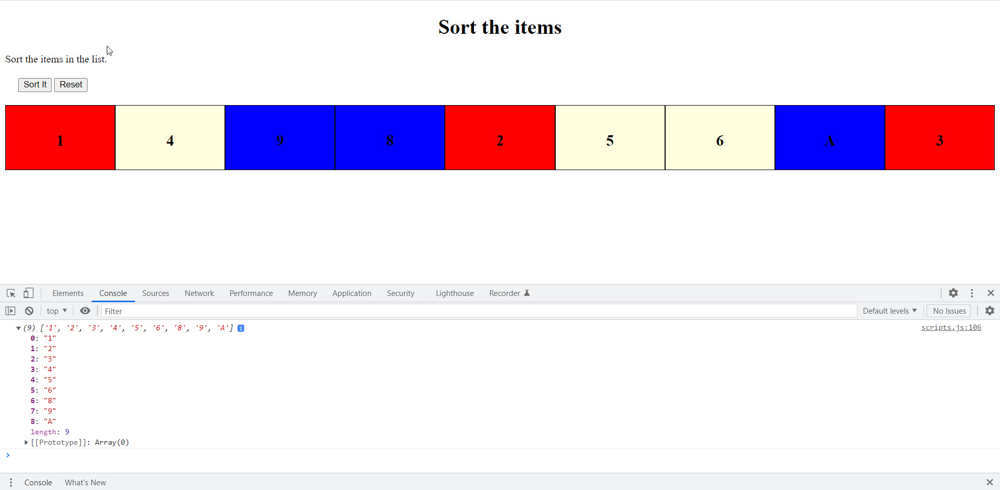 Sort the items
Sort the items in the list.
Sort It Reset
1 4 9 8 2 5 6 A 3
Elements Console Sources Network Performance Memory Application Security Lighthouse Recorder
top Filter Default levels No Issues
(9) ['1', '2', '3', '4', '5', '6', '8', '9', 'A'] i scripts.js:106
0: "1"
1: "2"
2: "3"
3: "4"
4: "5"
5: "6"
6: "8"
7: "9"
8: "A"
length: 9
[[Prototype]]: Array(0)
Console What's New